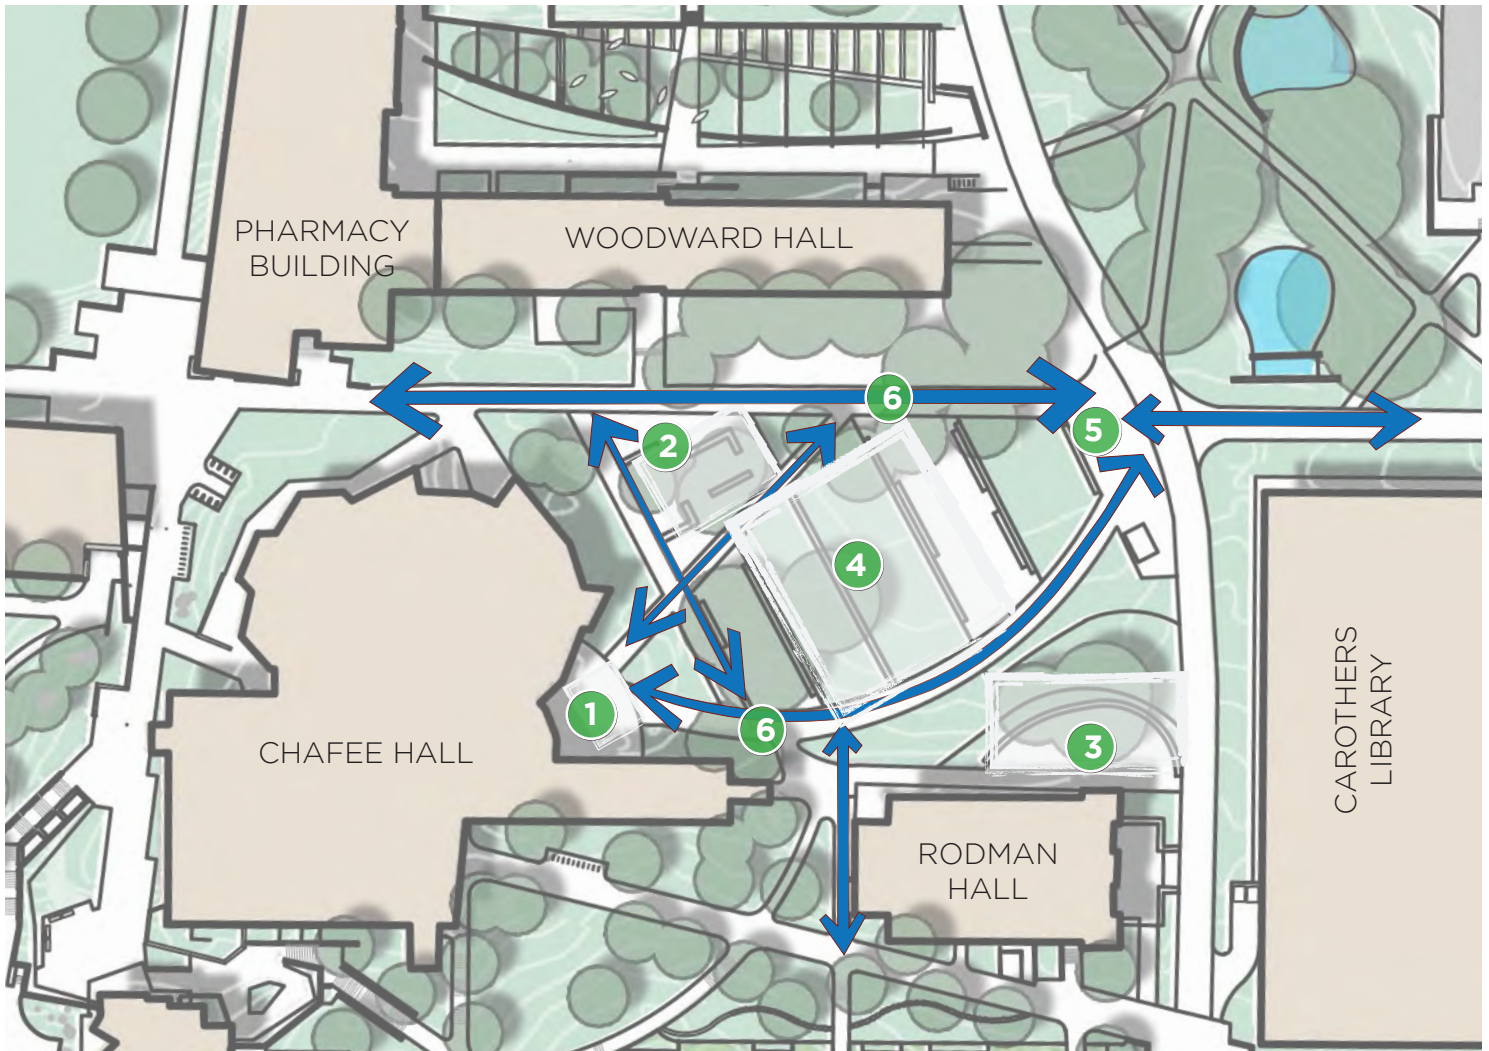 PHARMACY
BUILDING
WOODWARD HALL
6
5
2
4
CAROTHERS
LIBRARY
1
6
3
CHAFEE HALL
RODMAN
HALL